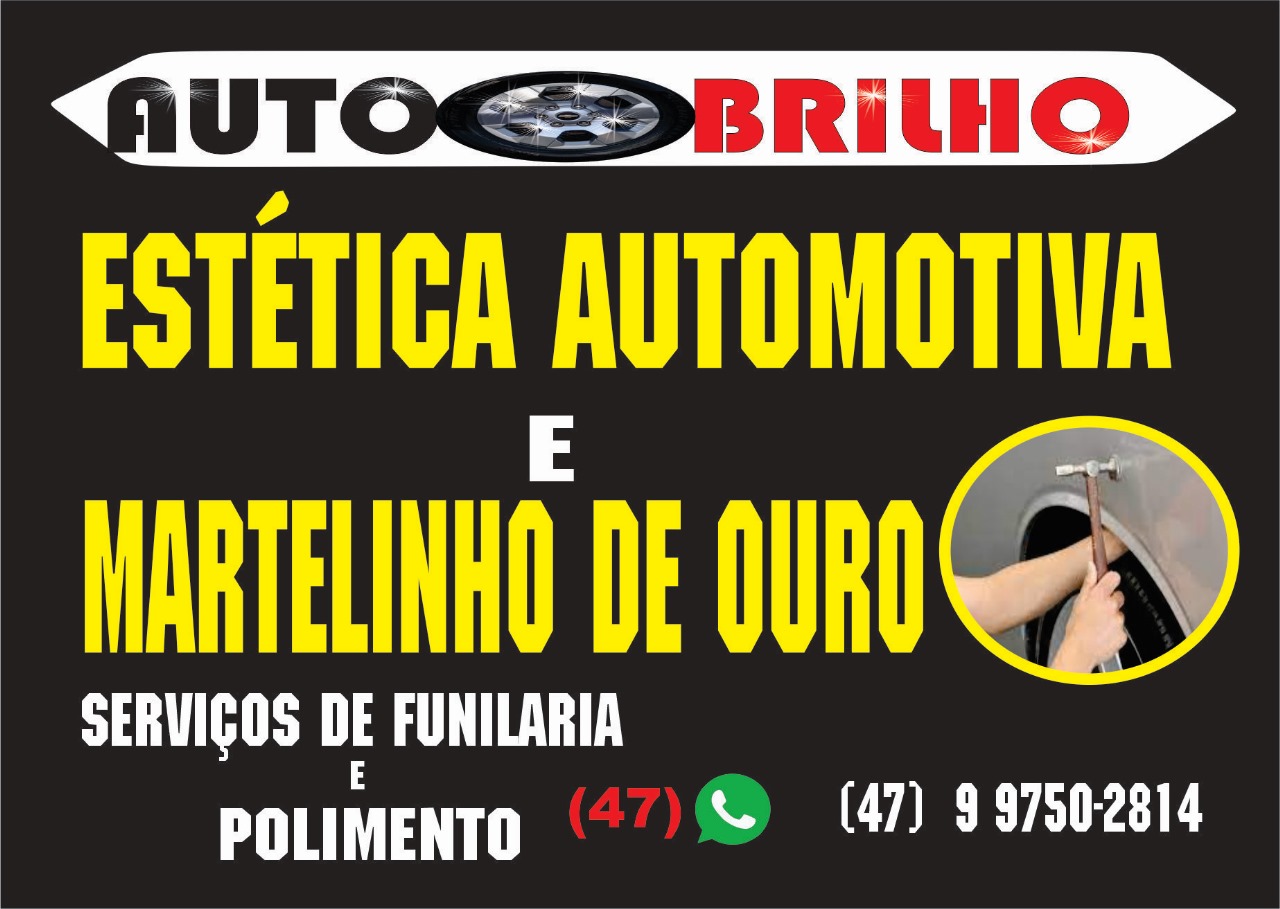 AUTO BRILHO
ESTÉTICA AUTOMOTIVA
E
MARTELINHO DE OURO
SERVIÇOS DE FUNILARIA
E
POLIMENTO
(47) (47) 9 9750-2814